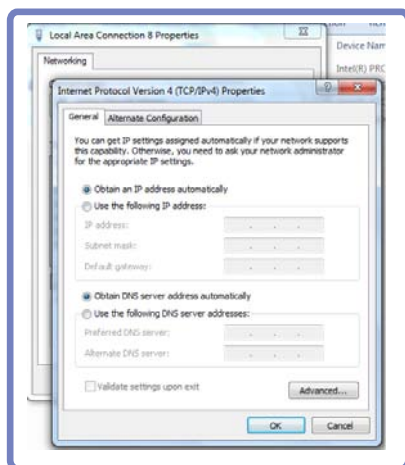 Local Area Connection 8 Properties
Device Nam
Networking
Intel(R) PRO
Internet Protocol Version 4 (TCP/IPv4) Properties
General
Alternate Configuration
You can get IP settings assigned automatically if your network supports
this capability. Otherwise, you need to ask your network administrator
for the appropriate IP settings.
Obtain an IP address automatically
Use the following IP address:
IP address:
Subnet mask:
Default gateway:
Obtain DNS server address automatically
Use the following DNS server addresses:
Preferred DNS server:
Alternate DNS server:
Validate settings upon exit
Advanced...
OK
Cancel